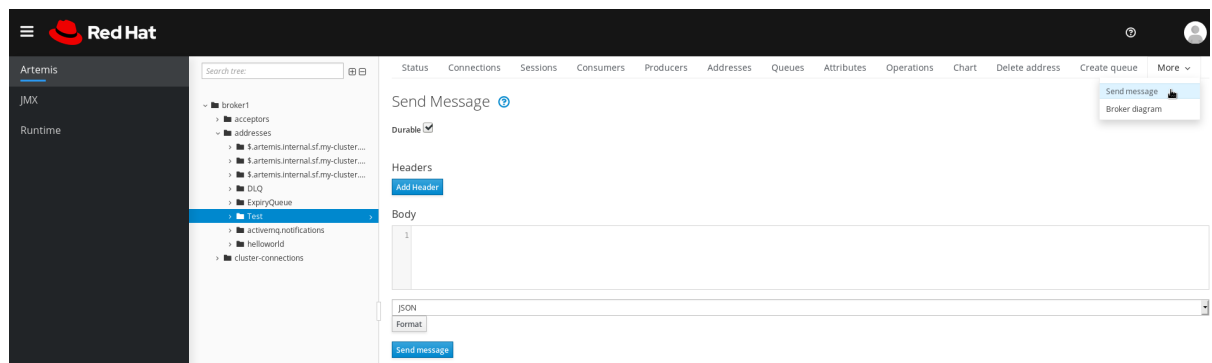 Red Hat
Artemis
JMX
Runtime
Search tree:
broker1
acceptors
addresses
$.artemis.internal.sf.my-cluster....
$.artemis.internal.sf.my-cluster....
$.artemis.internal.sf.my-cluster....
DLQ
ExpiryQueue
Test
activemq.notifications
helloworld
cluster-connections
Status Connections Sessions Consumers Producers Addresses Queues Attributes Operations Chart Delete address Create queue More
Send message
Broker diagram
Send Message
Durable
Headers
Add Header
Body
1
JSON
Format
Send message